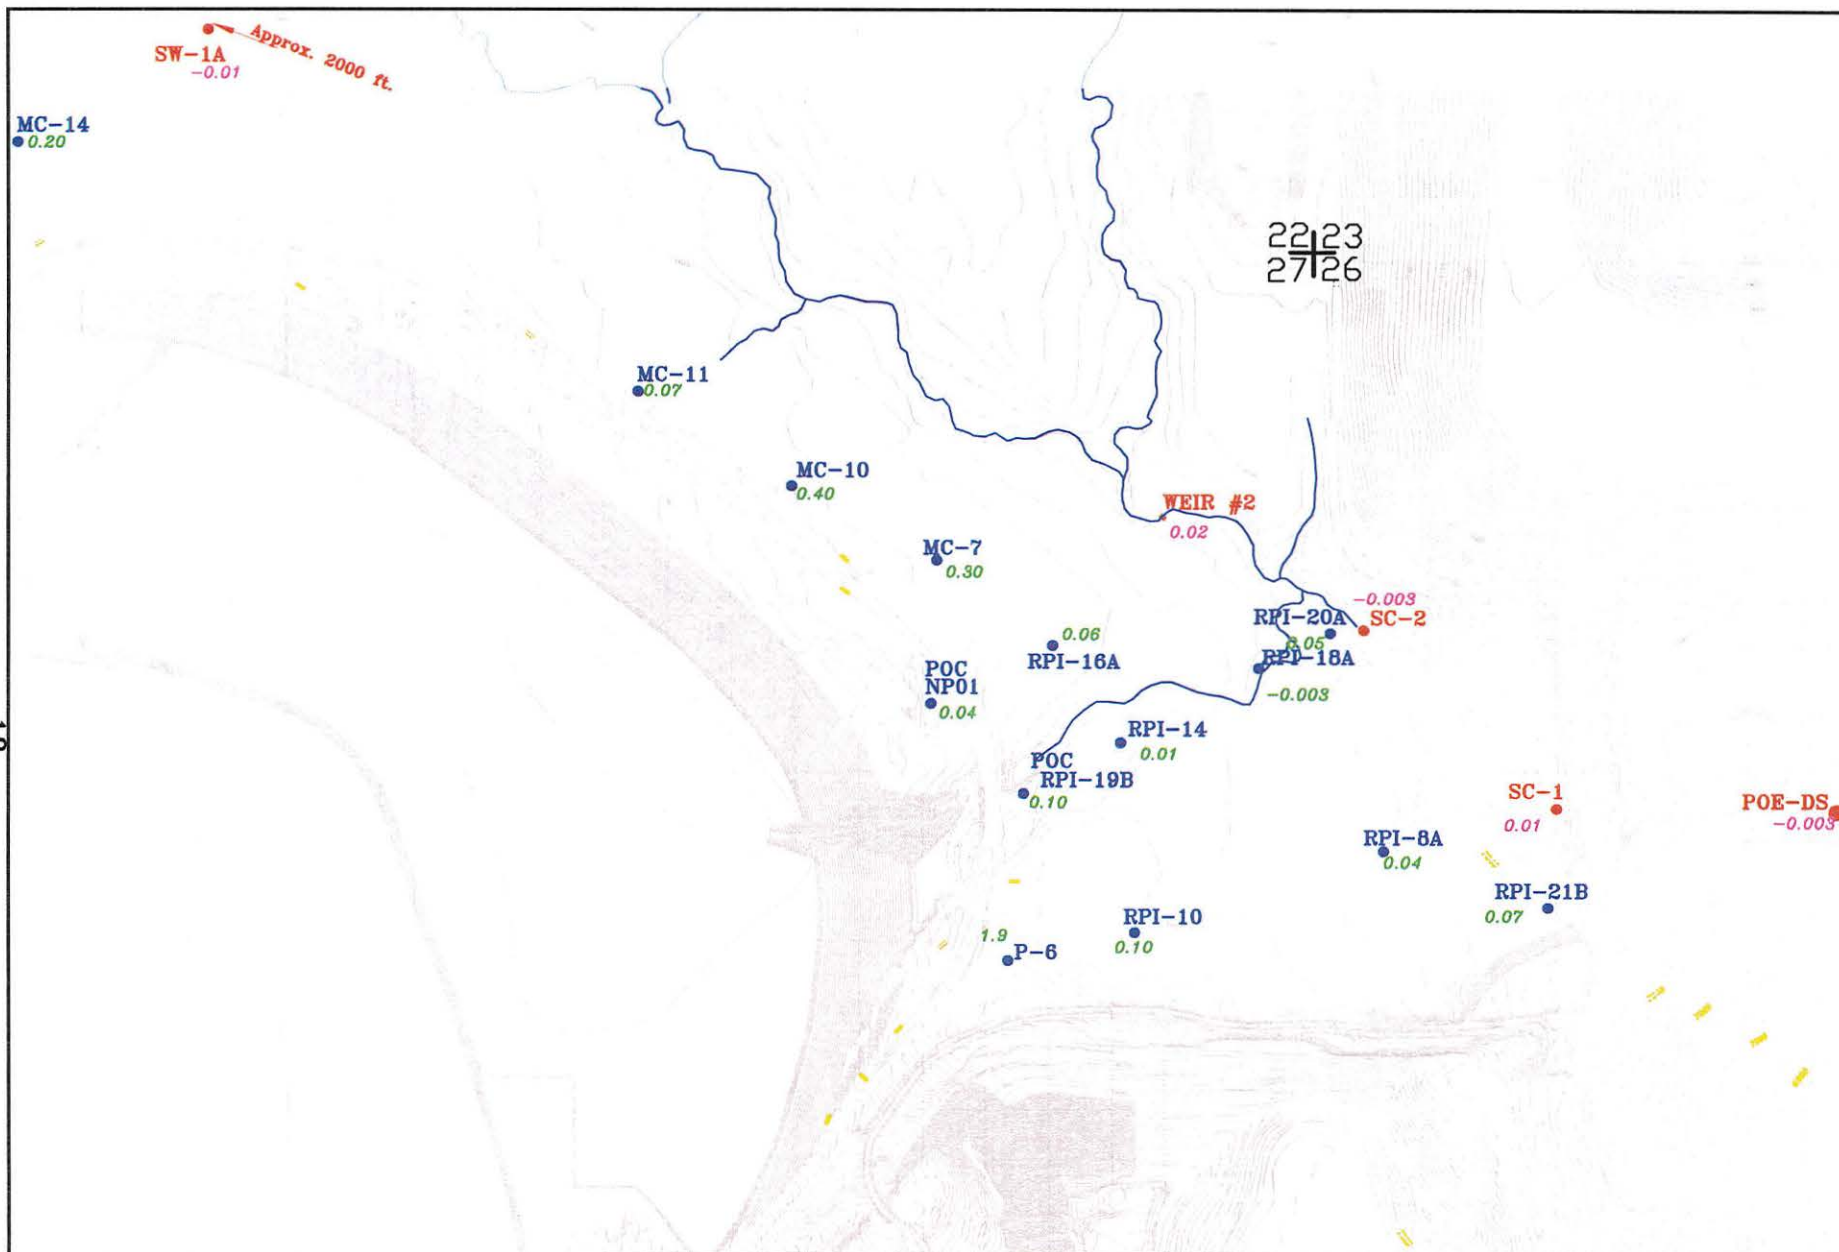 Approx. 2000 ft.
SW-1A
-0.01
MC-14
0.20
22 23
27 26
MC-11
0.07
MC-10
0.40
WEIR #2
0.02
MC-7
0.30
-0.003
RPI-20A
SC-2
0.05
0.06
RPI-16A
RPI-18A
-0.003
POC
NP01
0.04
RPI-14
0.01
POC
RPI-19B
0.10
SC-1
0.01
POE-DS
-0.003
RPI-8A
0.04
RPI-21B
0.07
RPI-10
0.10
1.9
P-6